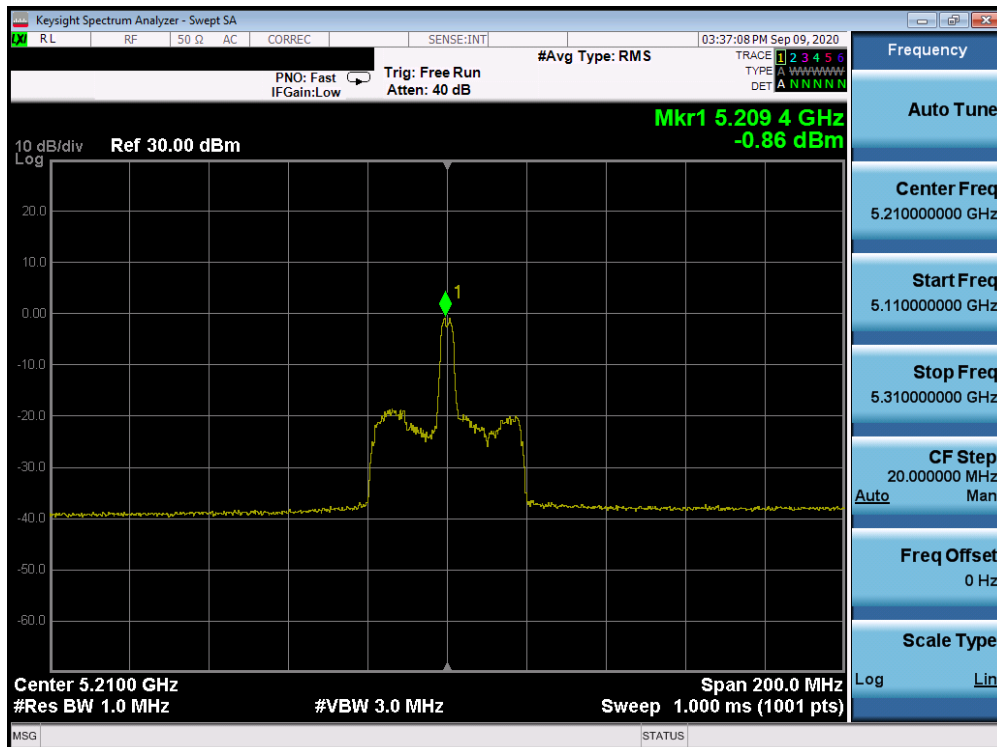 Keysight Spectrum Analyzer - Swept SA
LXI RL RF 50 Ω AC CORREC SENSE:INT 03:37:08 PM Sep 09, 2020
Frequency
PNO: Fast
IFGain:Low
Trig: Free Run
Atten: 40 dB
#Avg Type: RMS
TRACE 1 2 3 4 5 6
TYPE A WWWWW
DET A N N N N N
Mkr1 5.209 4 GHz
-0.86 dBm
10 dB/div Ref 30.00 dBm
Log
20.0
10.0
0.00
-10.0
-20.0
-30.0
-40.0
-50.0
-60.0
1
Center 5.2100 GHz Span 200.0 MHz
#Res BW 1.0 MHz #VBW 3.0 MHz Sweep 1.000 ms (1001 pts)
Auto Tune
Center Freq
5.210000000 GHz
Start Freq
5.110000000 GHz
Stop Freq
5.310000000 GHz
CF Step
20.000000 MHz
Auto Man
Freq Offset
0 Hz
Scale Type
Log Lin
MSG STATUS